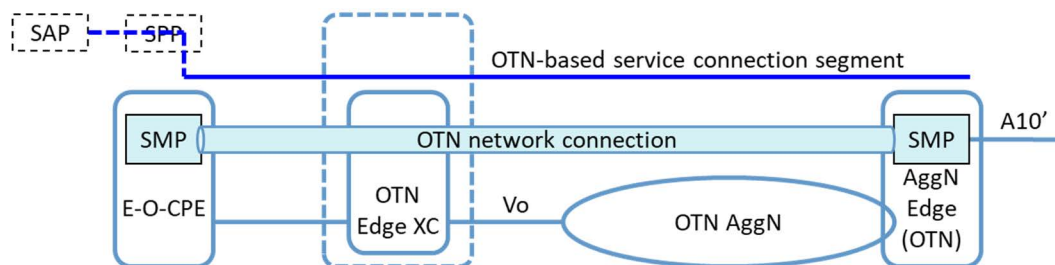 SAP
SPP
OTN-based service connection segment
SMP
OTN network connection
SMP
A10’
E-O-CPE
OTN
Edge XC
Vo
OTN AggN
AggN
Edge
(OTN)